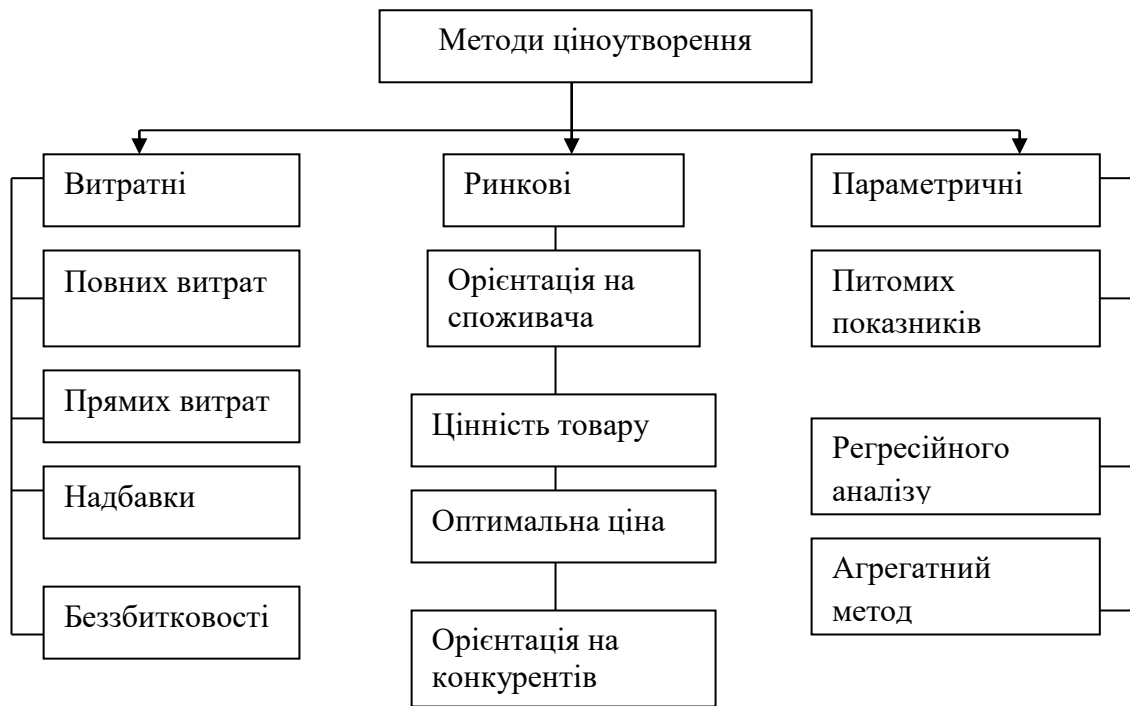 Методи ціноутворення
Витратні
Повних витрат
Прямих витрат
Надбавки
Беззбитковості
Ринкові
Орієнтація на
споживача
Цінність товару
Оптимальна ціна
Орієнтація на
конкурентів
Параметричні
Питомих
показників
Регресійного
аналізу
Агрегатний
метод